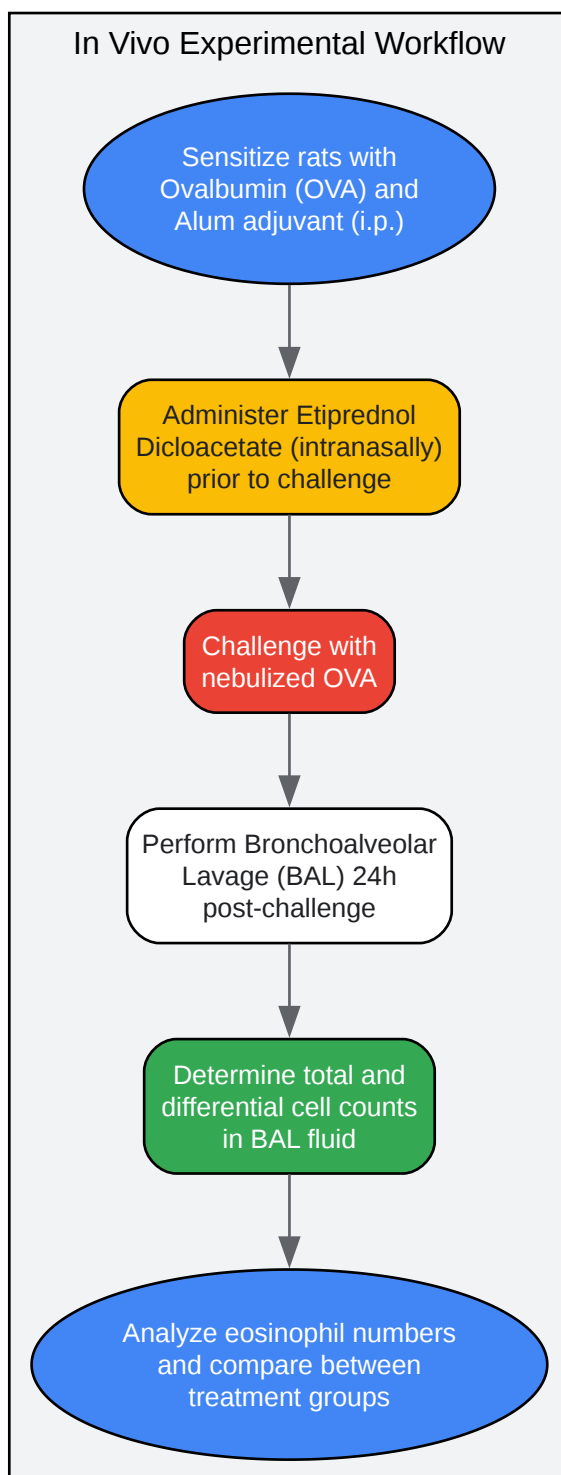 In Vivo Experimental Workflow
Sensitize rats with
Ovalbumin (OVA) and
Alum adjuvant (i.p.)
Administer Etiprednol
Dicloacetate (intranasally)
prior to challenge
Challenge with
nebulized OVA
Perform Bronchoalveolar
Lavage (BAL) 24h
post-challenge
Determine total and
differential cell counts
in BAL fluid
Analyze eosinophil numbers
and compare between
treatment groups